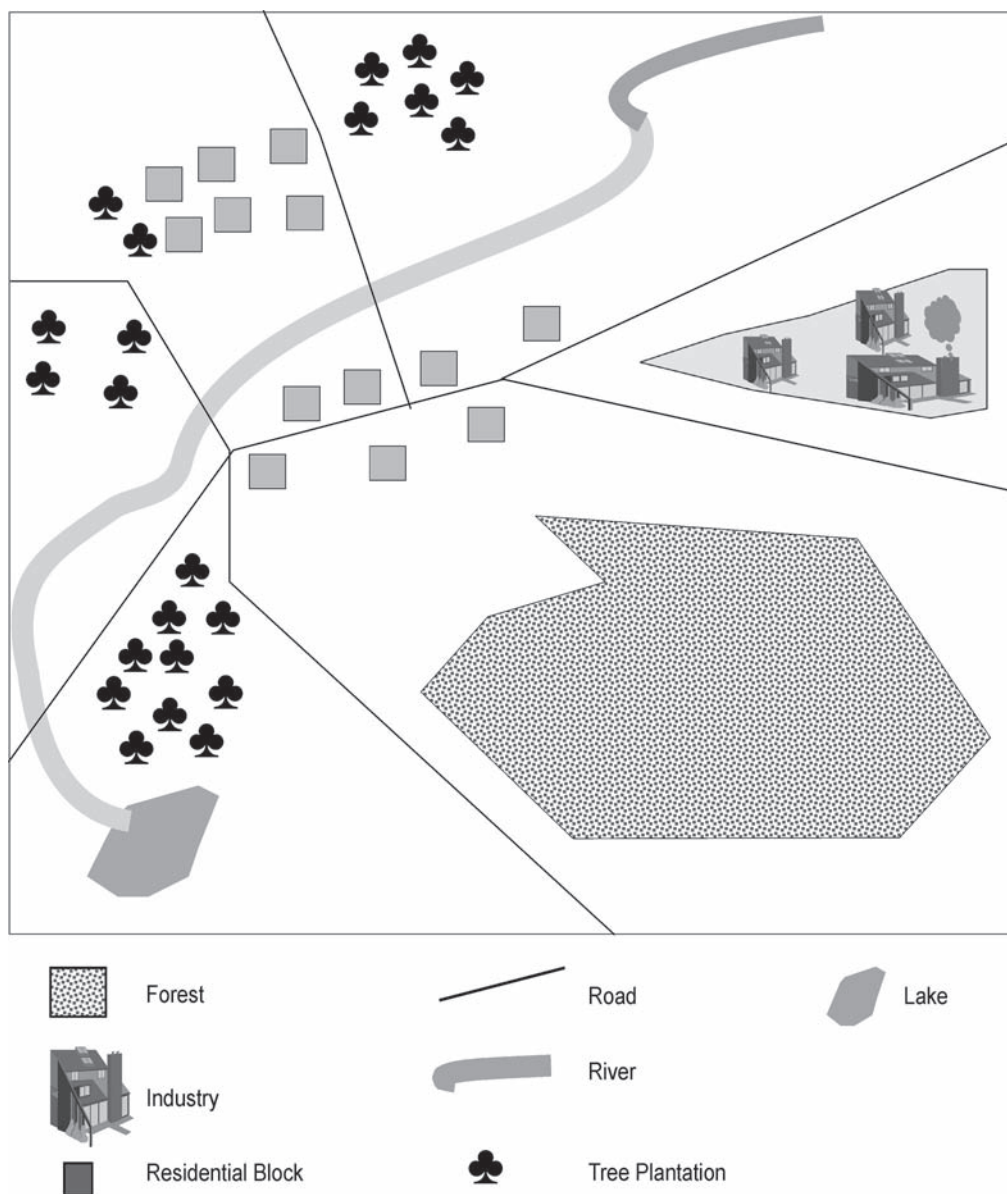 Forest
Road
Lake
Industry
River
Residential Block
Tree Plantation